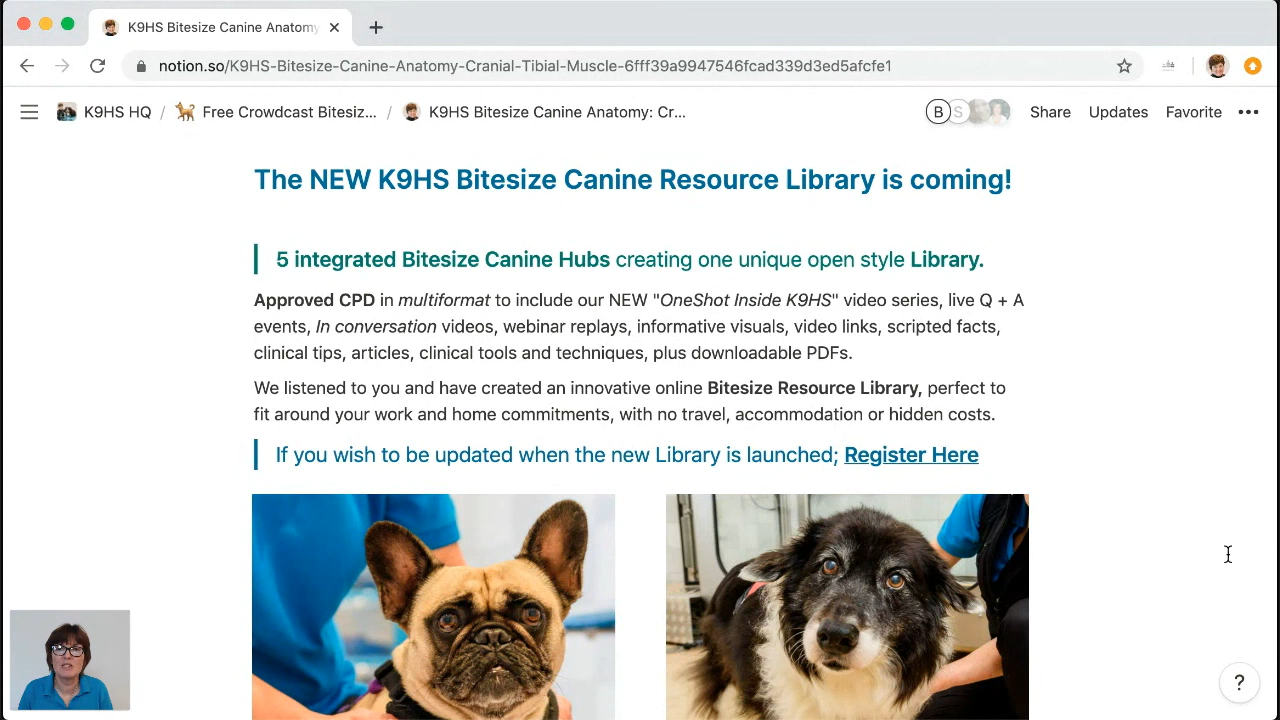 K9HS Bitesize Canine Anatomy
notion.so/K9HS-Bitesize-Canine-Anatomy-Cranial-Tibial-Muscle-6fff39a9947546fcad339d3ed5afcfe1
K9HS HQ / Free Crowdcast Bitesiz... / K9HS Bitesize Canine Anatomy: Cr... B S Share Updates Favorite
The NEW K9HS Bitesize Canine Resource Library is coming!
5 integrated Bitesize Canine Hubs creating one unique open style Library.
Approved CPD in multiformat to include our NEW "OneShot Inside K9HS" video series, live Q + A
events, In conversation videos, webinar replays, informative visuals, video links, scripted facts,
clinical tips, articles, clinical tools and techniques, plus downloadable PDFs.
We listened to you and have created an innovative online Bitesize Resource Library, perfect to
fit around your work and home commitments, with no travel, accommodation or hidden costs.
If you wish to be updated when the new Library is launched; Register Here
?